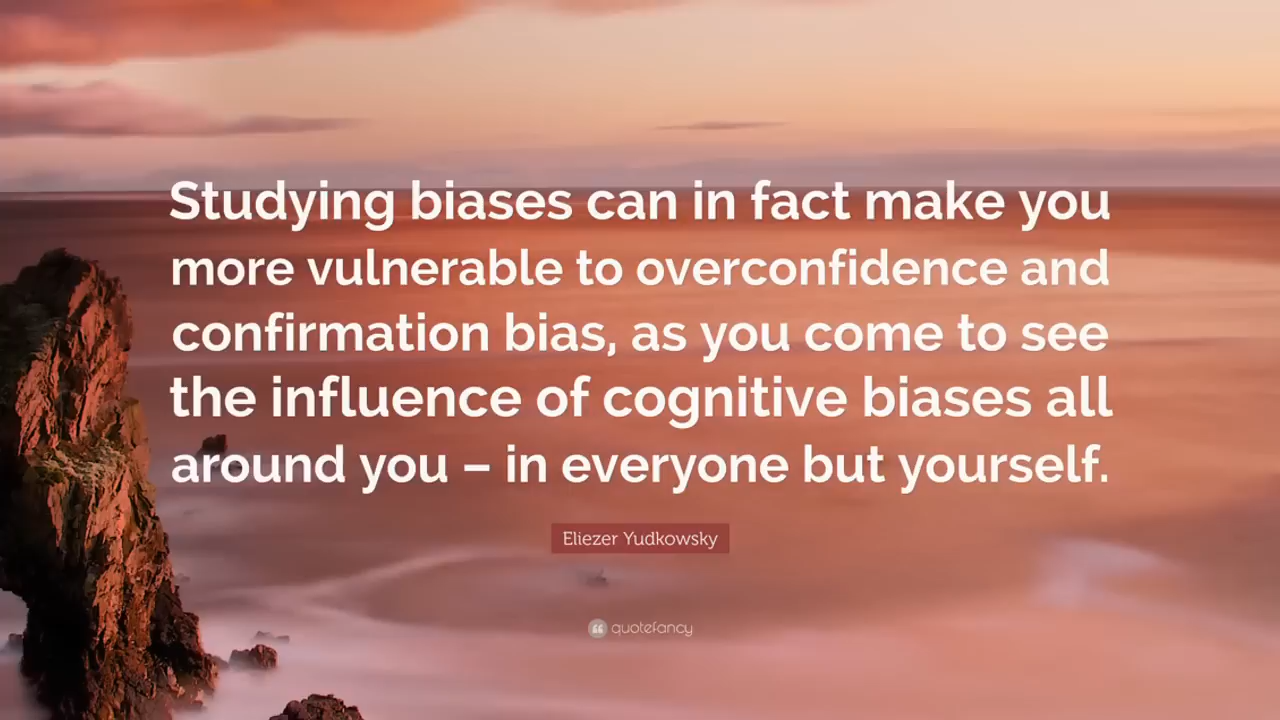 Studying biases can in fact make you
more vulnerable to overconfidence and
confirmation bias, as you come to see
the influence of cognitive biases all
around you – in everyone but yourself.
Eliezer Yudkowsky
quotefancy